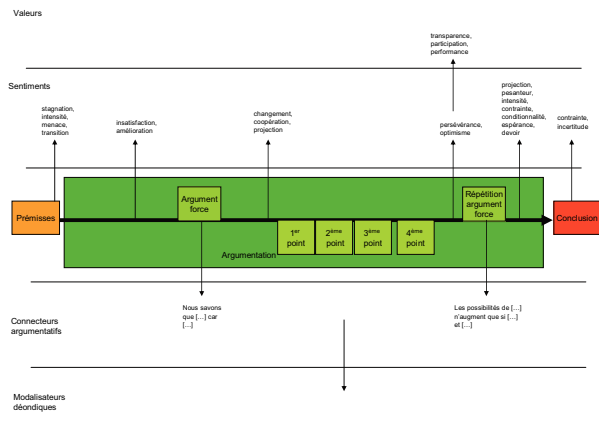 Valeurs
transparence,
participation,
performance
Sentiments
stagnation,
intensité,
menace,
transition
insatisfaction,
amélioration
changement,
coopération,
projection
persévérance,
optimisme
projection,
pesanteur,
intensité,
contrainte,
conditionnalité,
espérance,
devoir
contrainte,
incertitude
Prémisses
Argument
force
Répétition
argument
force
Conclusion
1er
point
2ème
point
3ème
point
4ème
point
Argumentation
Nous savons
que [...] car
[...]
Les possibilités de [...]
n'augment que si [...]
et [...]
Connecteurs
argumentatifs
Modalisateurs
déondiques